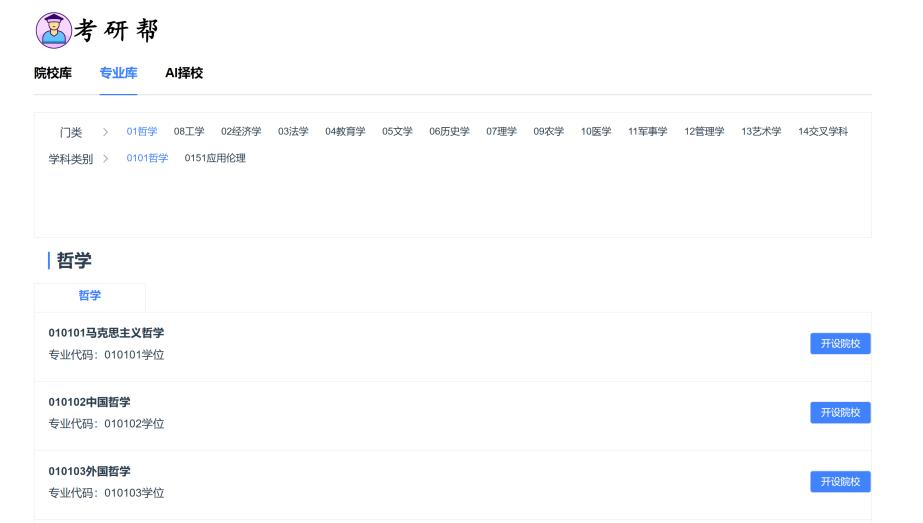 考研帮
院校库 专业库 AI择校
门类 > 01哲学 08工学 02经济学 03法学 04教育学 05文学 06历史学 07理学 09农学 10医学 11军事学 12管理学 13艺术学 14交叉学科
学科类别 > 0101哲学 0151应用伦理
哲学
哲学
010101马克思主义哲学
专业代码：010101学位
开设院校
010102中国哲学
专业代码：010102学位
开设院校
010103外国哲学
专业代码：010103学位
开设院校